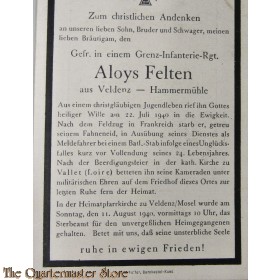 Zum christlichen Andenken
an unseren lieben Sohn, Bruder und Schwager, meinen
lieben Bräutigam, den
Gefr. in einem Grenz-Infanterie-Rgt.
Aloys Felten
aus Veldenz — Hammermühle
Aus einem christgläubigen Jugendleben rief ihn Gottes
heiliger Wille am 22. Juli 1940 in die Ewigkeit.
Nach dem Feldzug in Frankreich starb er, getreu
seinem Fahneneid, in Ausübung seines Dienstes als
Meldefahrer bei einem Batl.-Stab infolge eines Unglücks-
falles kurz vor Vollendung seines 24. Lebensjahres.
Nach der Beerdigungsfeier in der kath. Kirche zu
Vallet (Loire) betteten ihn seine Kameraden unter
militärischen Ehren auf dem Friedhof dieses Ortes zur
letzten Ruhe fern der Heimat.
In der Heimatpfarrkirche zu Veldenz/Mosel wurde am
Sonntag, den 11. August 1940, vormittags 10 Uhr, das
Sterbeamt für den unvergeßlichen Heimgegangenen
gehalten. Es wird gebetet, daß seine unsterbliche Seele
ruhe in ewigen Frieden!
The Quartermaster's Store